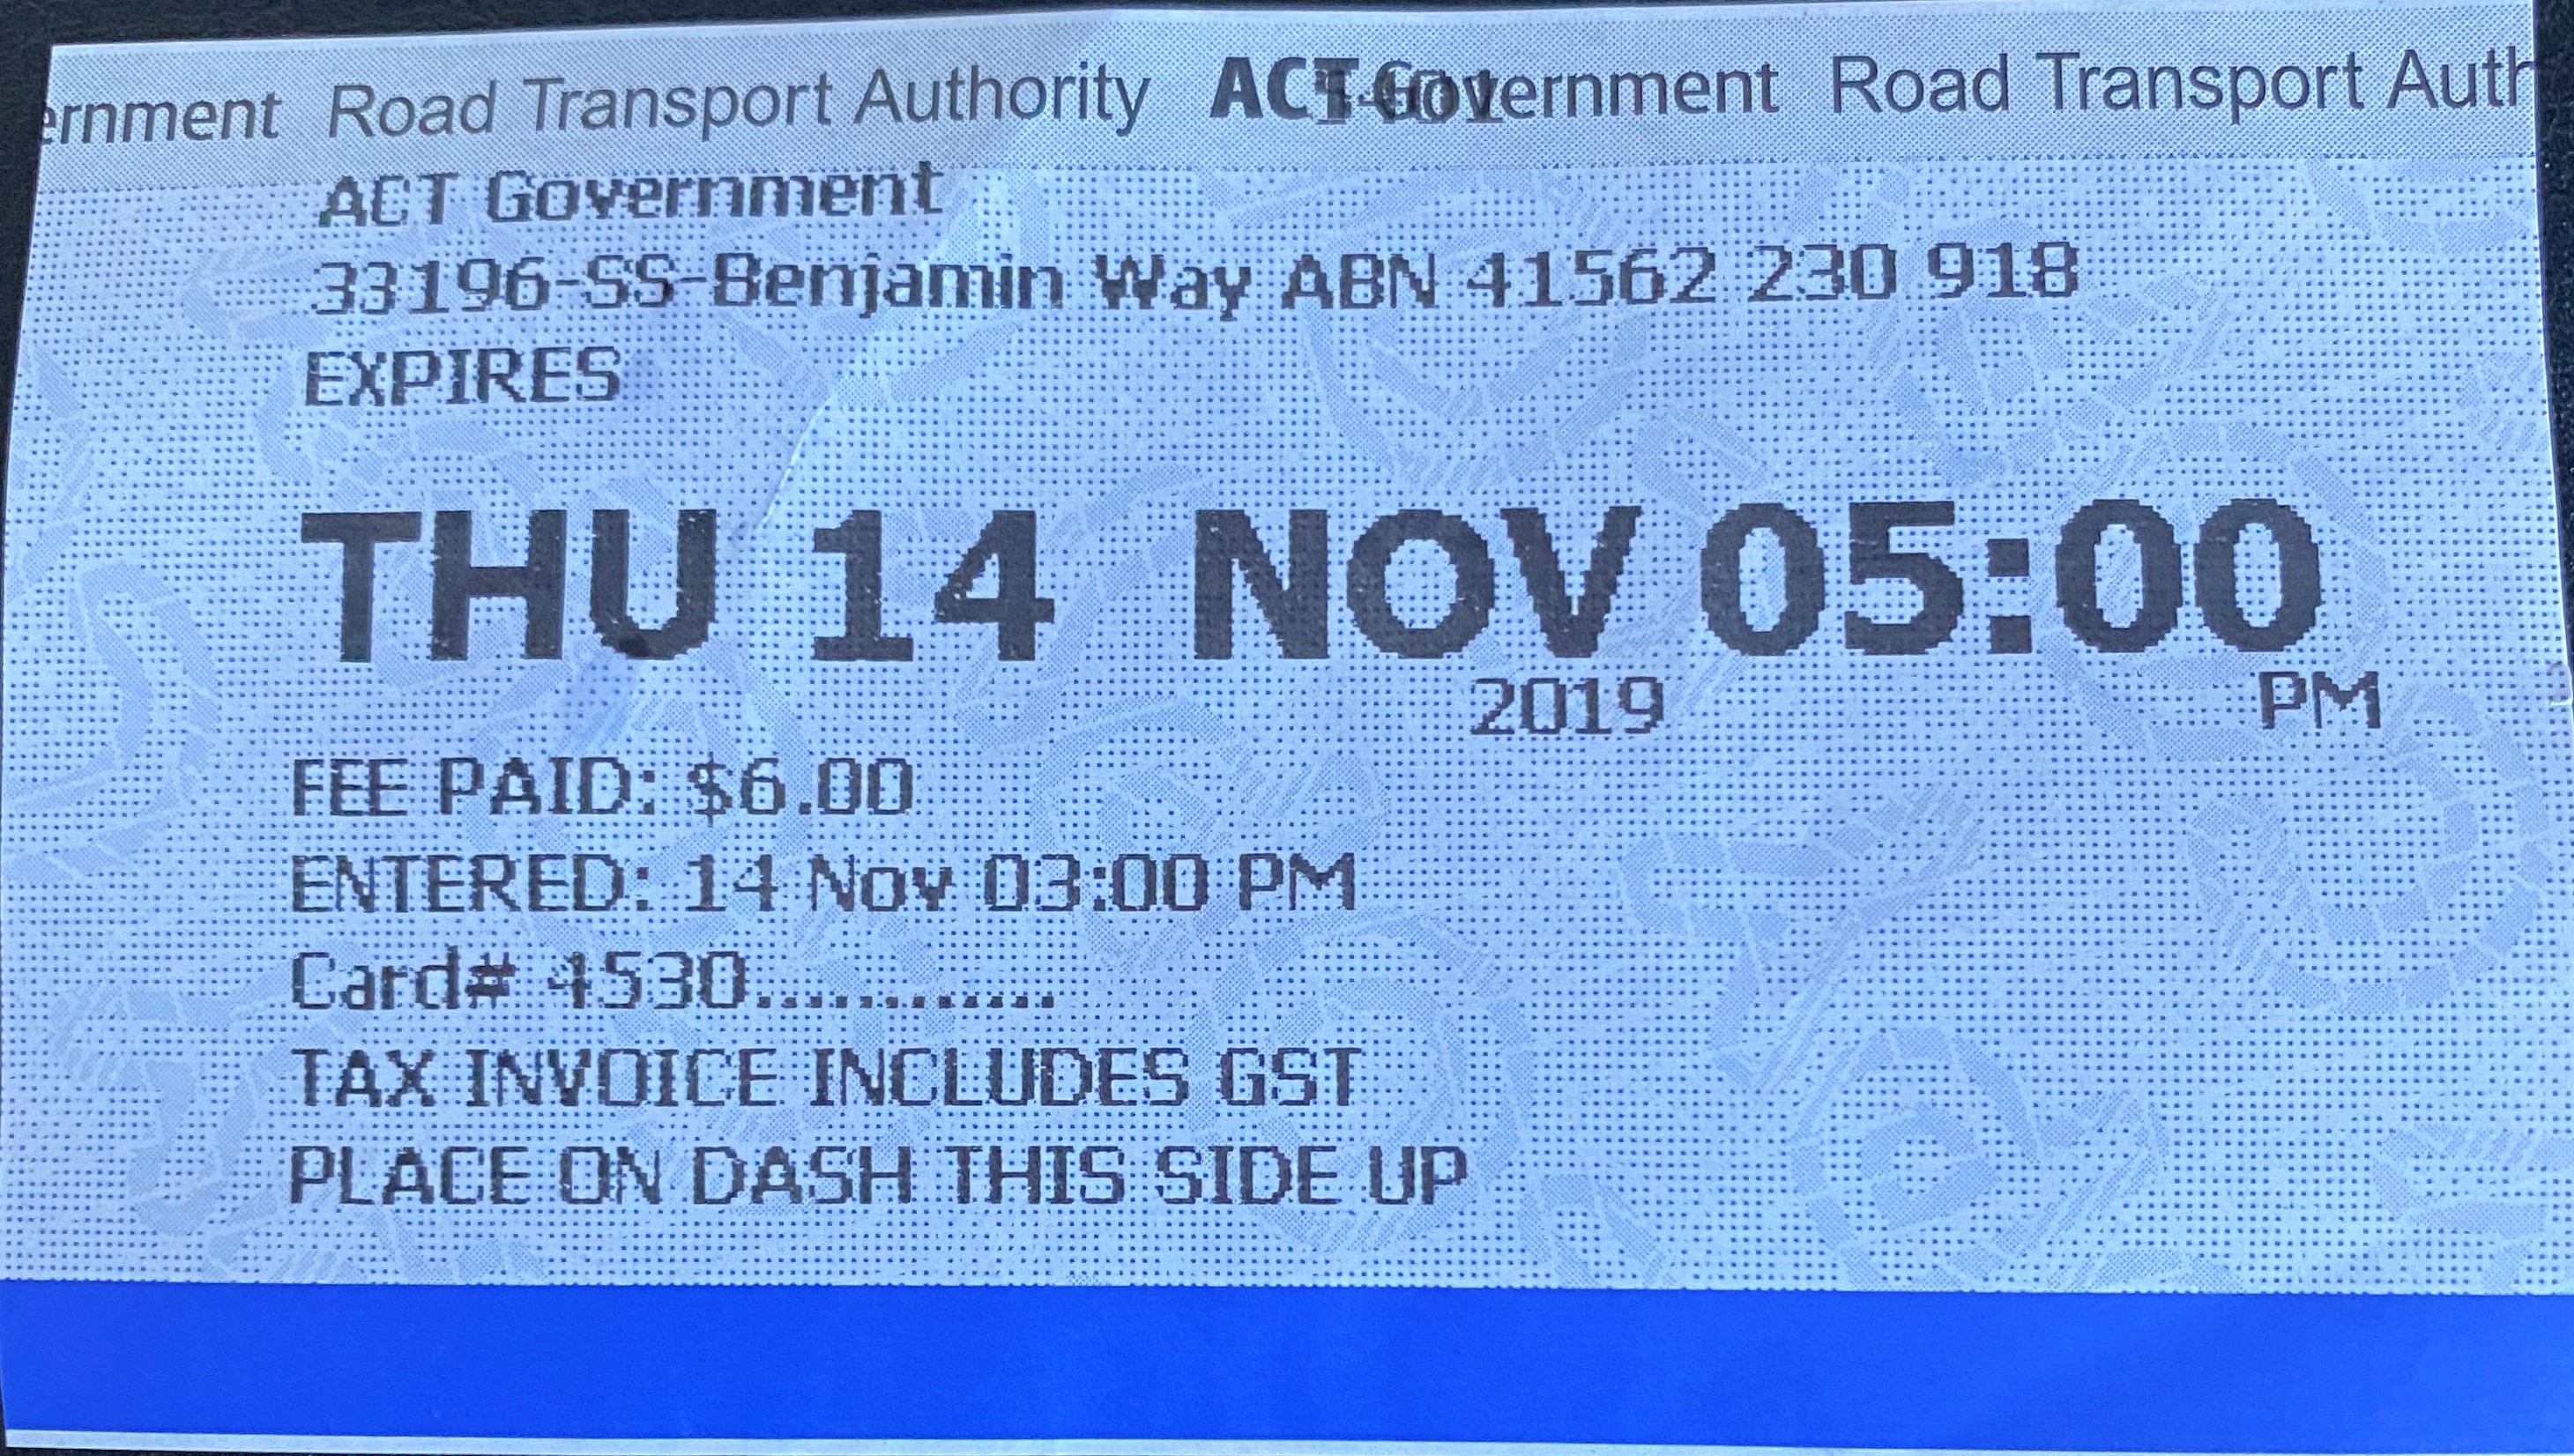 ernment Road Transport Authority ACT Government Road Transport Auth
ACT Government
33196-SS-Benjamin Way ABN 41562 230 918
EXPIRES
THU 14 NOV 05:00
2019 PM
FEE PAID: $6.00
ENTERED: 14 Nov 03:00 PM
Card# 4530.............
TAX INVOICE INCLUDES GST
PLACE ON DASH THIS SIDE UP